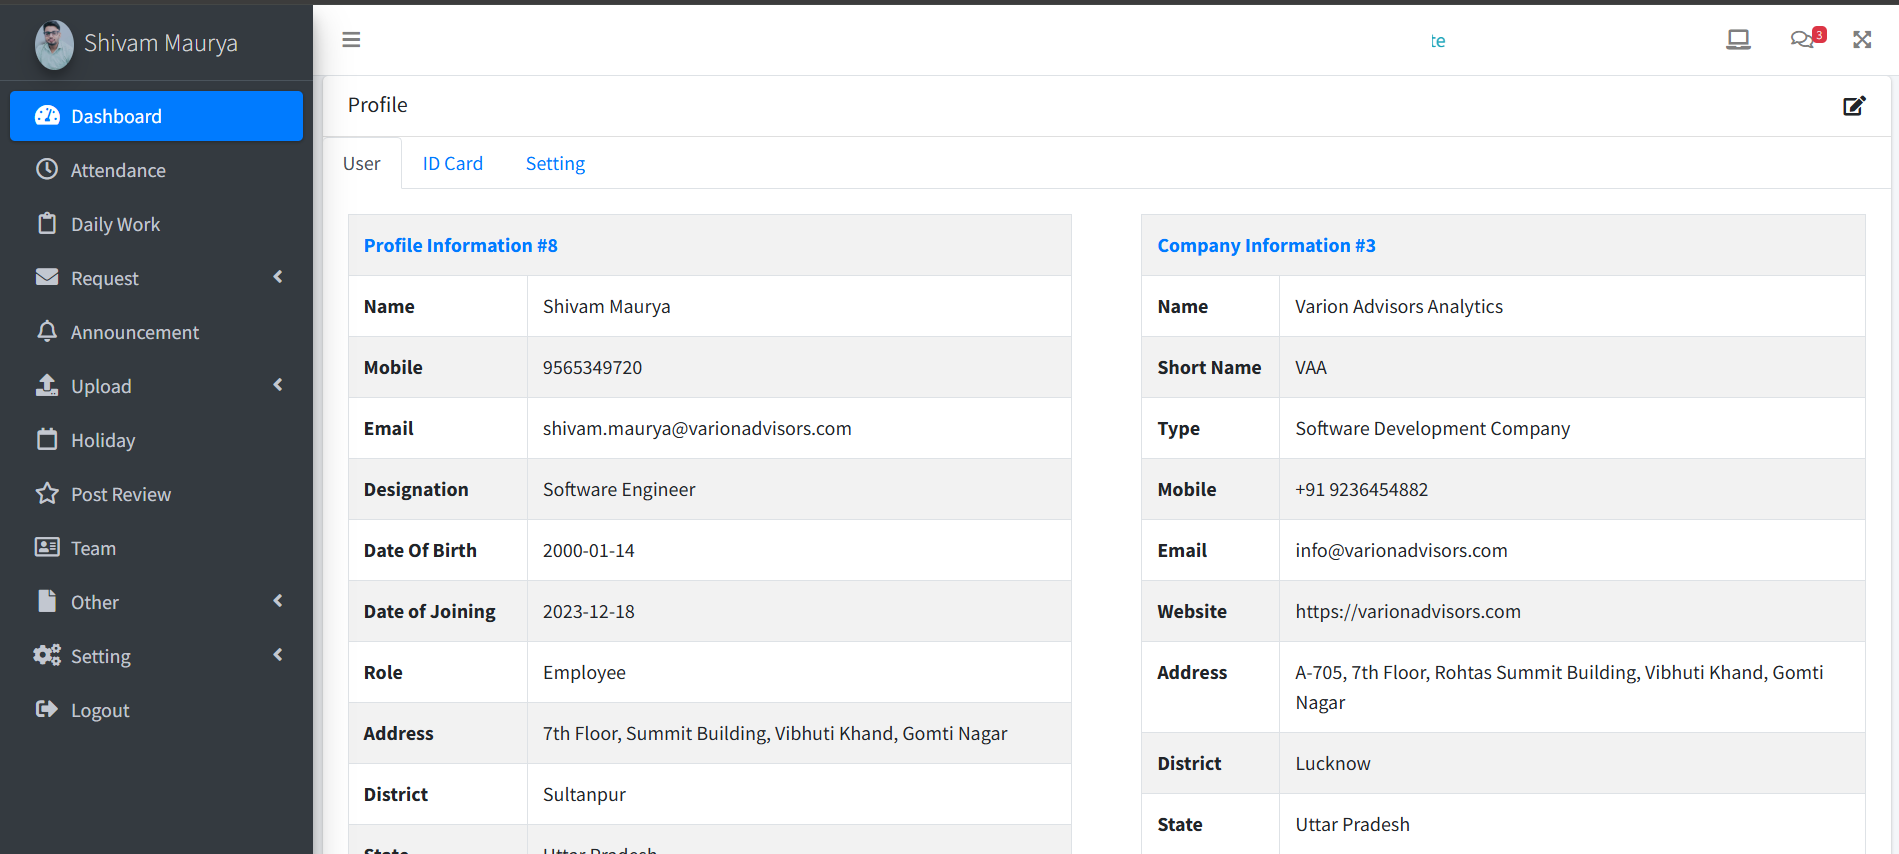 Shivam Maurya
Dashboard
Attendance
Daily Work
Request
Announcement
Upload
Holiday
Post Review
Team
Other
Setting
Logout
te
3
Profile
User
ID Card
Setting
Profile Information #8
Name
Shivam Maurya
Mobile
9565349720
Email
shivam.maurya@varionadvisors.com
Designation
Software Engineer
Date Of Birth
2000-01-14
Date of Joining
2023-12-18
Role
Employee
Address
7th Floor, Summit Building, Vibhuti Khand, Gomti Nagar
District
Sultanpur
State
Uttar Pradesh
Company Information #3
Name
Varion Advisors Analytics
Short Name
VAA
Type
Software Development Company
Mobile
+91 9236454882
Email
info@varionadvisors.com
Website
https://varionadvisors.com
Address
A-705, 7th Floor, Rohtas Summit Building, Vibhuti Khand, Gomti
Nagar
District
Lucknow
State
Uttar Pradesh